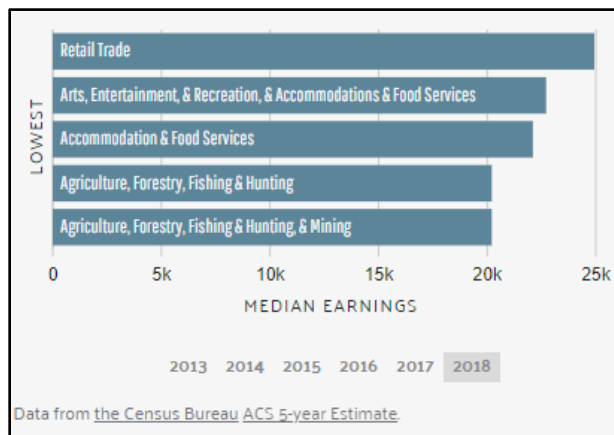 Retail Trade
Arts, Entertainment, & Recreation, & Accommodations & Food Services
Accommodation & Food Services
Agriculture, Forestry, Fishing & Hunting
Agriculture, Forestry, Fishing & Hunting, & Mining
LOWEST
0 5k 10k 15k 20k 25k
MEDIAN EARNINGS
2013 2014 2015 2016 2017 2018
Data from the Census Bureau ACS 5-year Estimate.